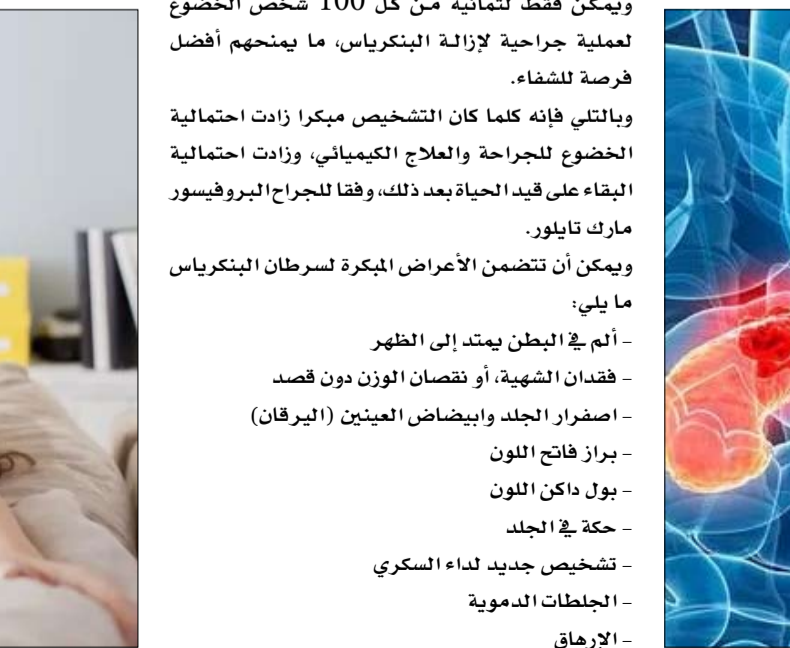 ويمكن فقط لثمانية من كل 100 شخص الخضوع
لعملية جراحية لإزالة البنكرياس، ما يمنحهم أفضل
فرصة للشفاء.
وبالتلي فإنه كلما كان التشخيص مبكرا زادت احتمالية
الخضوع للجراحة والعلاج الكيميائي، وزادت احتمالية
البقاء على قيد الحياة بعد ذلك، وفقا للجراح البروفيسور
مارك تايلور.
ويمكن أن تتضمن الأعراض المبكرة لسرطان البنكرياس
ما يلي:
- ألم في البطن يمتد إلى الظهر
- فقدان الشهية، أو نقصان الوزن دون قصد
- اصفرار الجلد وابيضاض العينين (اليرقان)
- براز فاتح اللون
- بول داكن اللون
- حكة في الجلد
- تشخيص جديد لداء السكري
- الجلطات الدموية
- الإرهاق